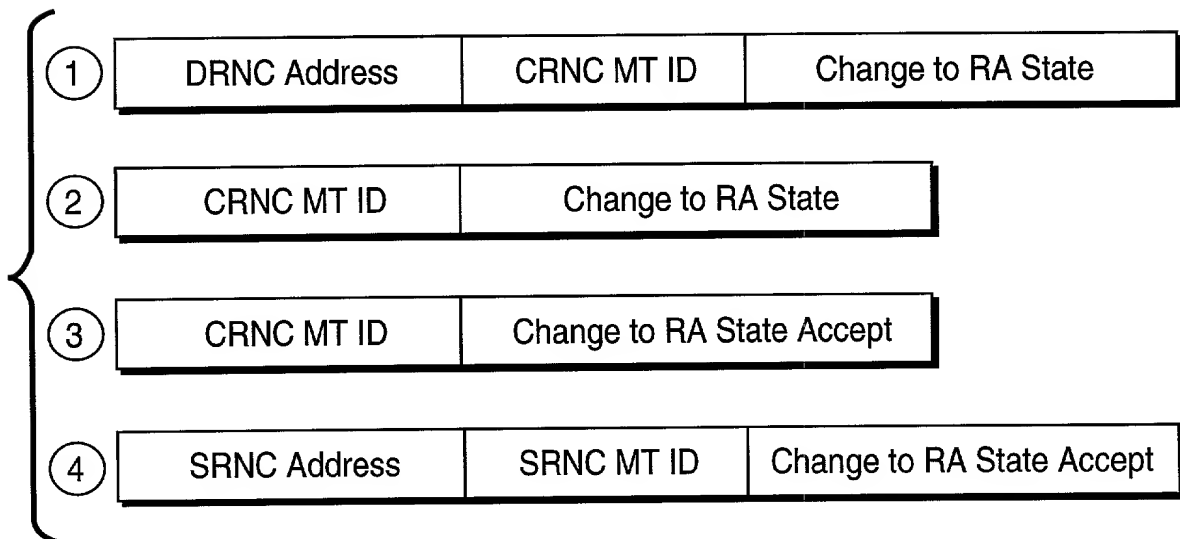 1 DRNC Address CRNC MT ID Change to RA State
2 CRNC MT ID Change to RA State
3 CRNC MT ID Change to RA State Accept
4 SRNC Address SRNC MT ID Change to RA State Accept